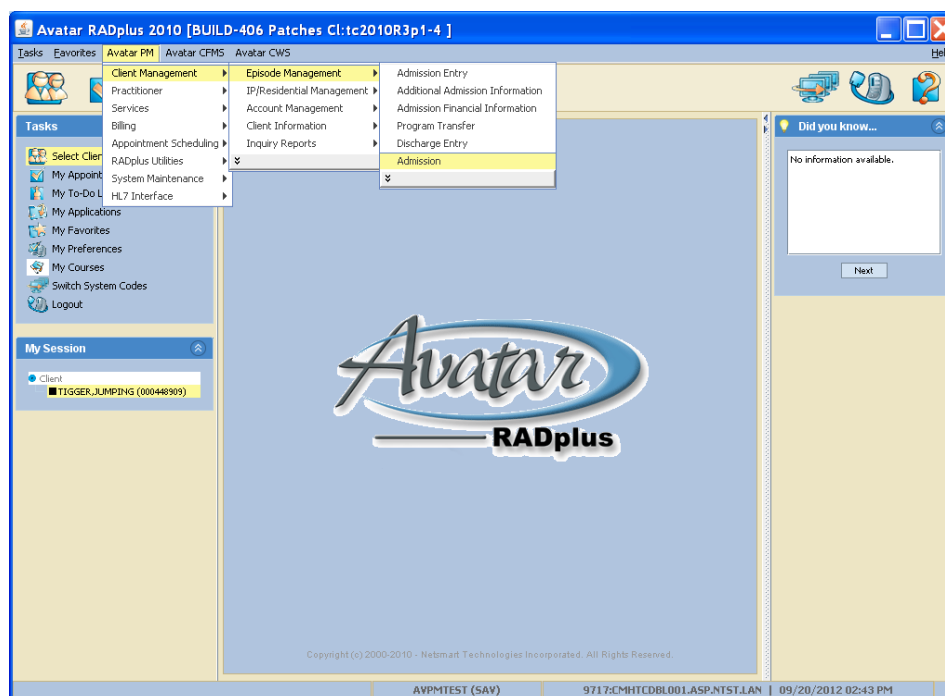 Avatar RADplus 2010 [BUILD-406 Patches Cl:tc2010R3p1-4 ]
Tasks Favorites Avatar PM Avatar CFMS Avatar CWS
Client Management
Practitioner
Services
Billing
Appointment Scheduling
RADplus Utilities
System Maintenance
HL7 Interface
Episode Management
IP/Residential Management
Account Management
Client Information
Inquiry Reports
Admission Entry
Additional Admission Information
Admission Financial Information
Program Transfer
Discharge Entry
Admission
Tasks
Select Clien
My Appoint
My To-Do L
My Applications
My Favorites
My Preferences
My Courses
Switch System Codes
Logout
My Session
Client
TIGGER,JUMPING (000448909)
Did you know...
No information available.
Next
Avatar
RADplus
Copyright (c) 2000-2010 - Netsmart Technologies Incorporated. All Rights Reserved.
AVPMTEST (SAV) 9717:CMHTCDBL001.ASP.NTST.LAN | 09/20/2012 02:43 PM